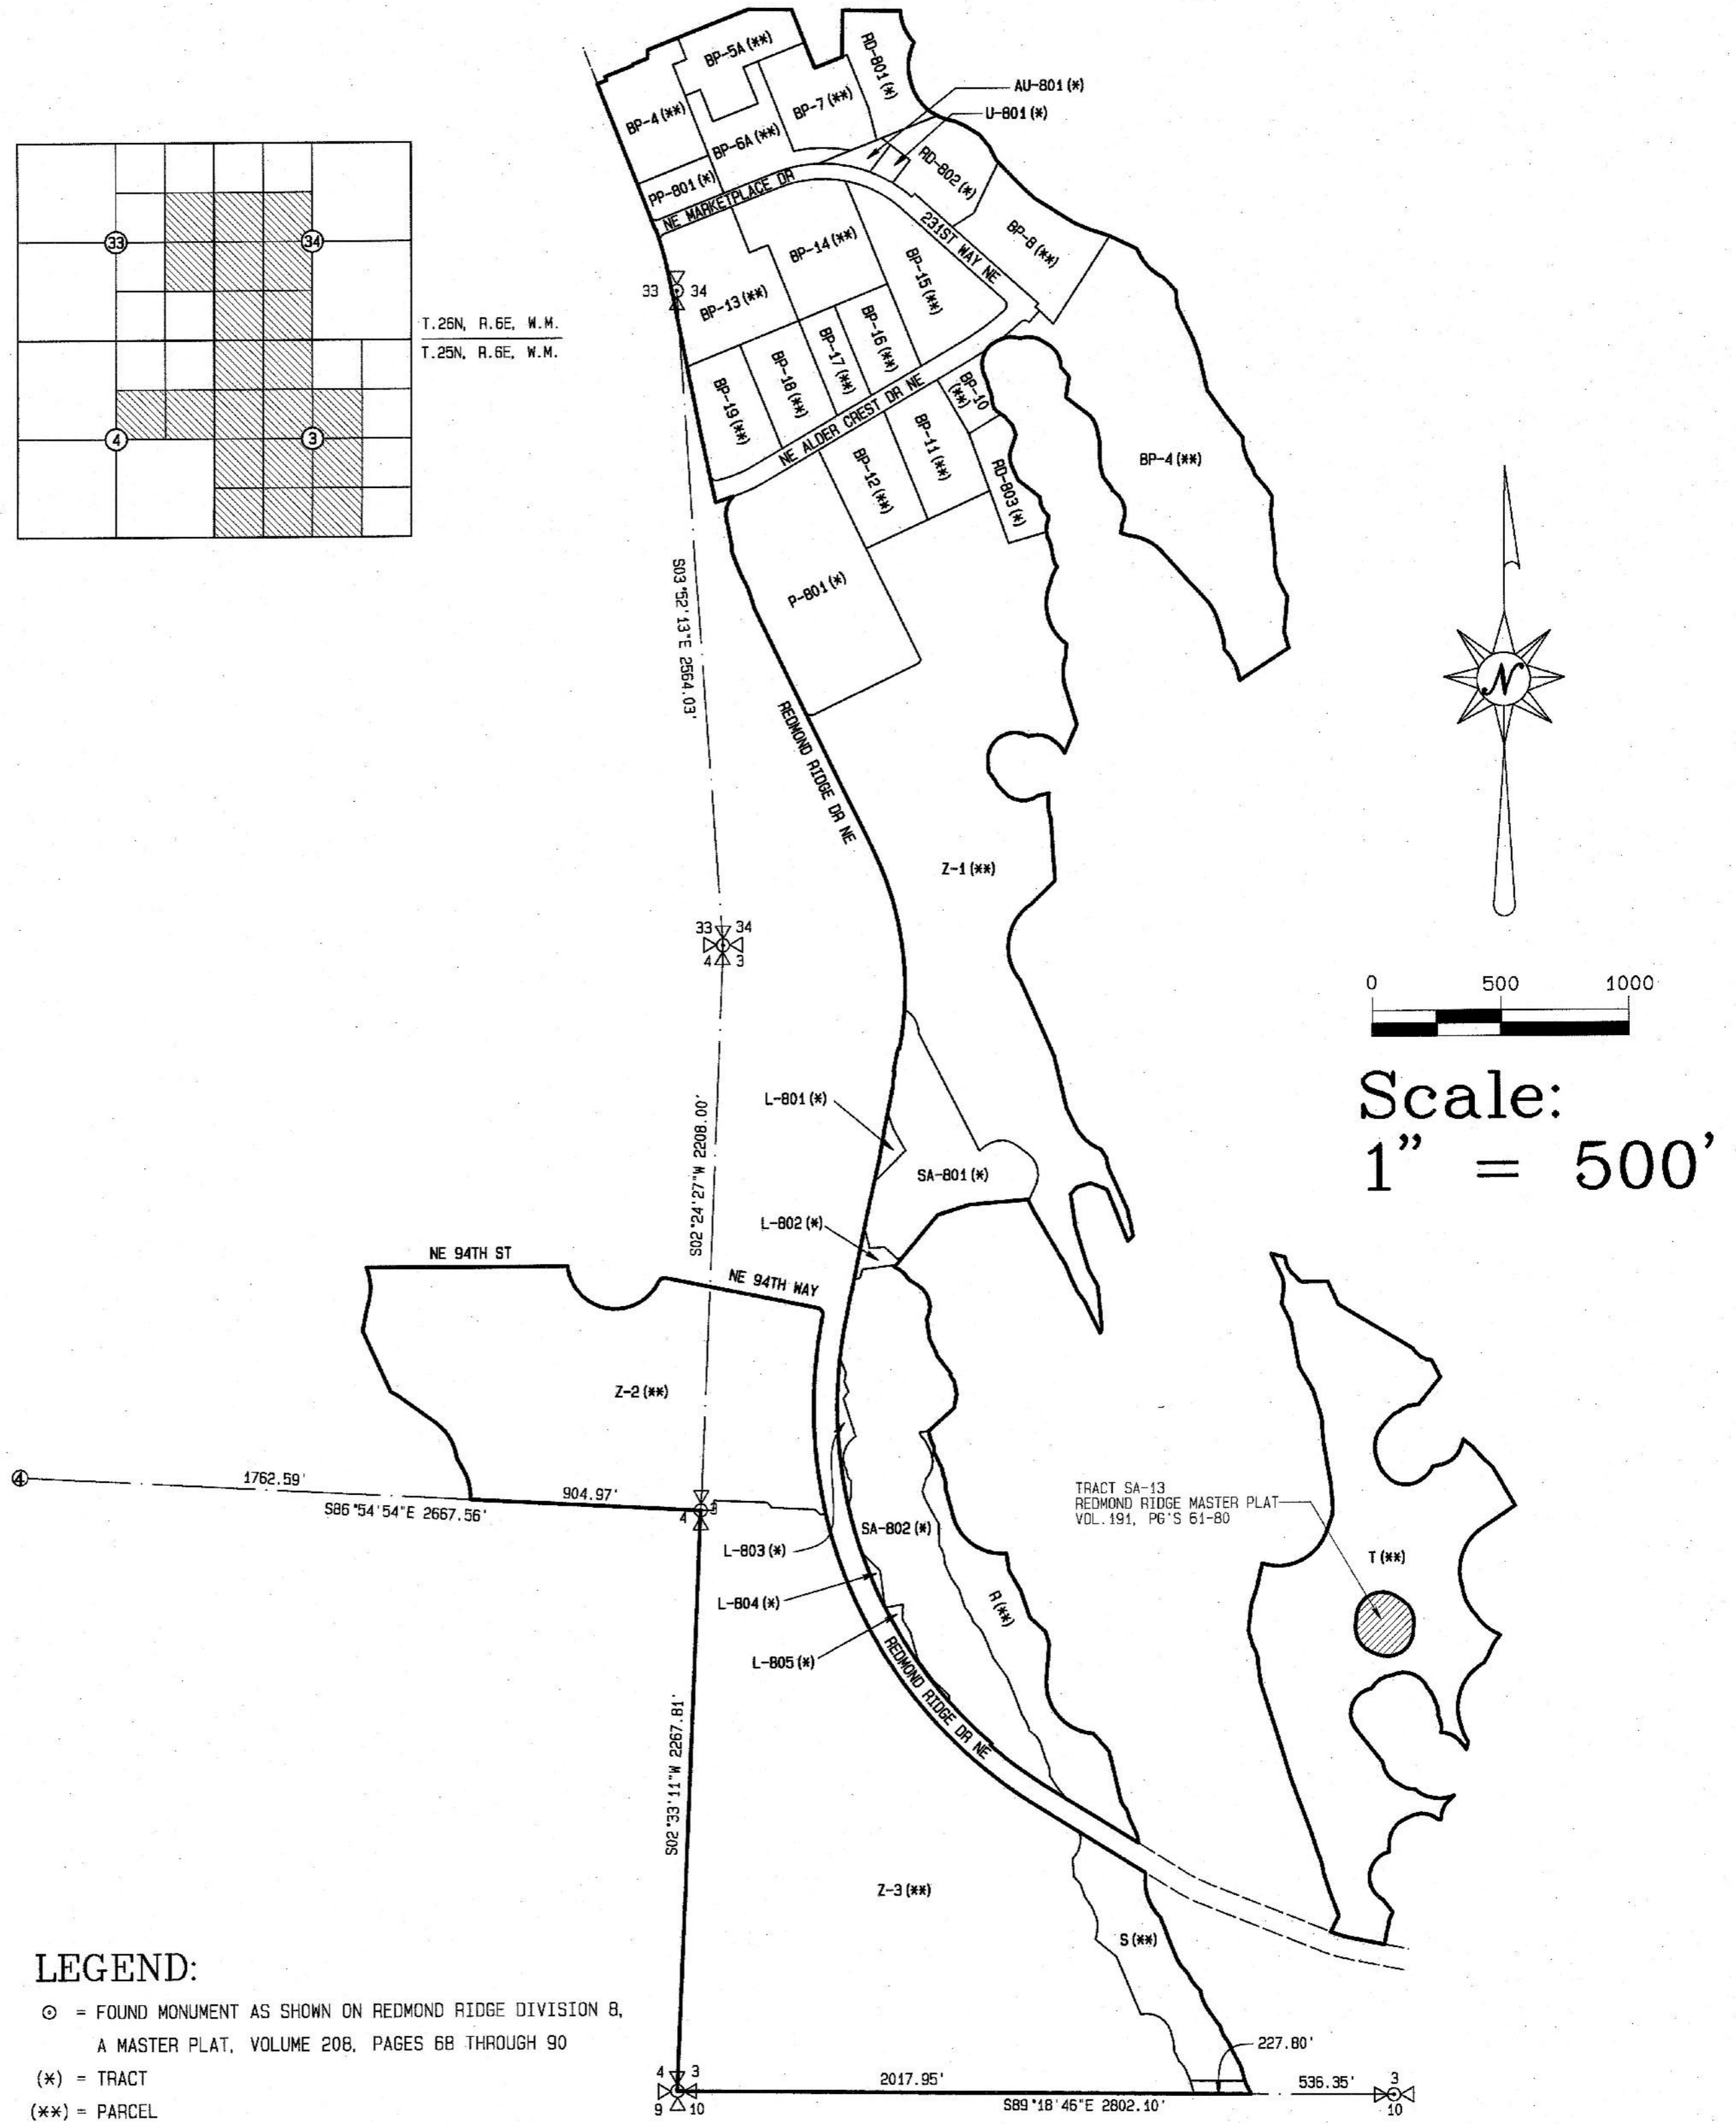 BP-5A (**)
RD-801 (*)
AU-801 (*)
U-801 (*)
BP-4 (**)
BP-7 (**)
BP-6A (**)
RD-802 (*)
PP-801 (*)
NE MARKETPLACE DR
231ST WAY NE
BP-8 (**)
BP-14 (**)
BP-15 (**)
33
34
33 34
BP-13 (**)
T.26N, R.6E, W.M.
T.25N, R.6E, W.M.
BP-16 (**)
BP-17 (**)
BP-18 (**)
BP-19 (**)
BP-10
(**)
NE ALDER CREST DR NE
BP-11 (**)
BP-12 (**)
RD-803 (*)
BP-4 (**)
4
3
P-801 (*)
S03°52'13"E 2564.03'
N
REDMOND RIDGE DR NE
Z-1 (**)
33 34
4 3
0 500 1000
Scale:
1" = 500'
L-801 (*)
S02°24'27"W 2208.00'
SA-801 (*)
L-802 (*)
NE 94TH ST
NE 94TH WAY
Z-2 (**)
4
1762.59'
904.97'
S86°54'54"E 2667.56'
4 3
TRACT SA-13
REDMOND RIDGE MASTER PLAT
VOL.191, PG'S 61-80
SA-802 (*)
L-803 (*)
T (**)
L-804 (*)
R (**)
L-805 (*)
REDMOND RIDGE DR NE
S02°33'11"W 2267.81'
Z-3 (**)
S (**)
LEGEND:
⊙ = FOUND MONUMENT AS SHOWN ON REDMOND RIDGE DIVISION 8,
A MASTER PLAT, VOLUME 208, PAGES 68 THROUGH 90
(*) = TRACT
(**) = PARCEL
227.80'
4 3
9 10
2017.95'
536.35'
S89°18'46"E 2802.10'
3
10